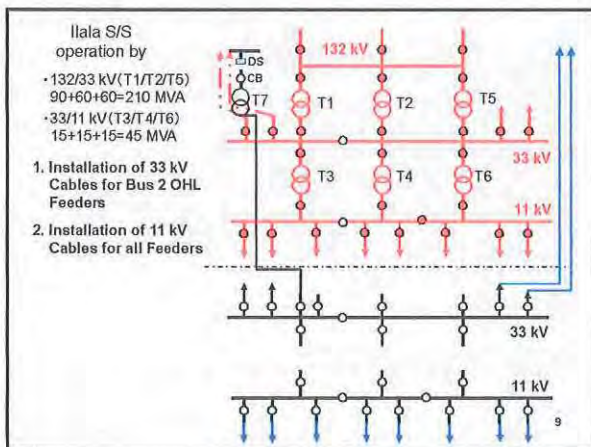 Ilala S/S
operation by
・132/33 kV(T1/T2/T5)
90+60+60=210 MVA
・33/11 kV(T3/T4/T6)
15+15+15=45 MVA
1. Installation of 33 kV
Cables for Bus 2 OHL
Feeders
2. Installation of 11 kV
Cables for all Feeders
132 kV
DS
CB
T7
T1
T2
T5
33 kV
T3
T4
T6
11 kV
33 kV
11 kV
9